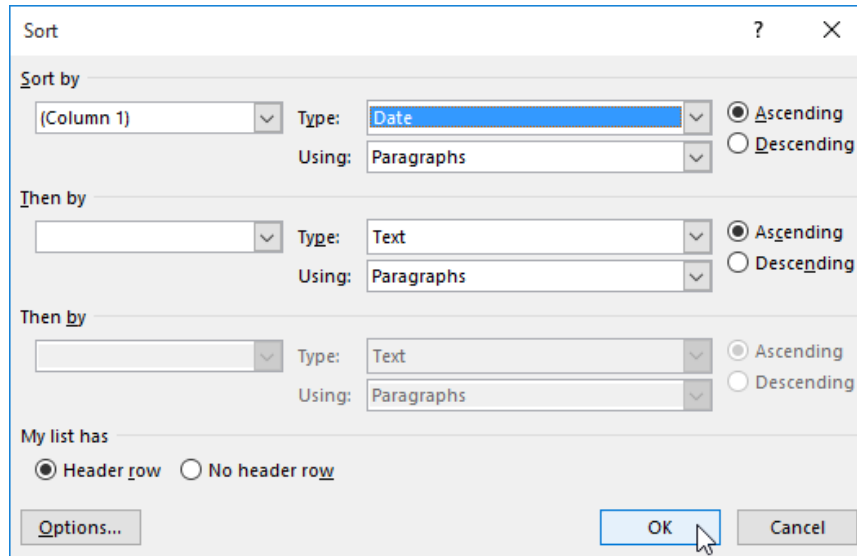 Sort ?
Sort by
(Column 1) Type: Date Ascending
Using: Paragraphs Descending
Then by
Type: Text Ascending
Using: Paragraphs Descending
Then by
Type: Text Ascending
Using: Paragraphs Descending
My list has
Header row No header row
Options... OK Cancel